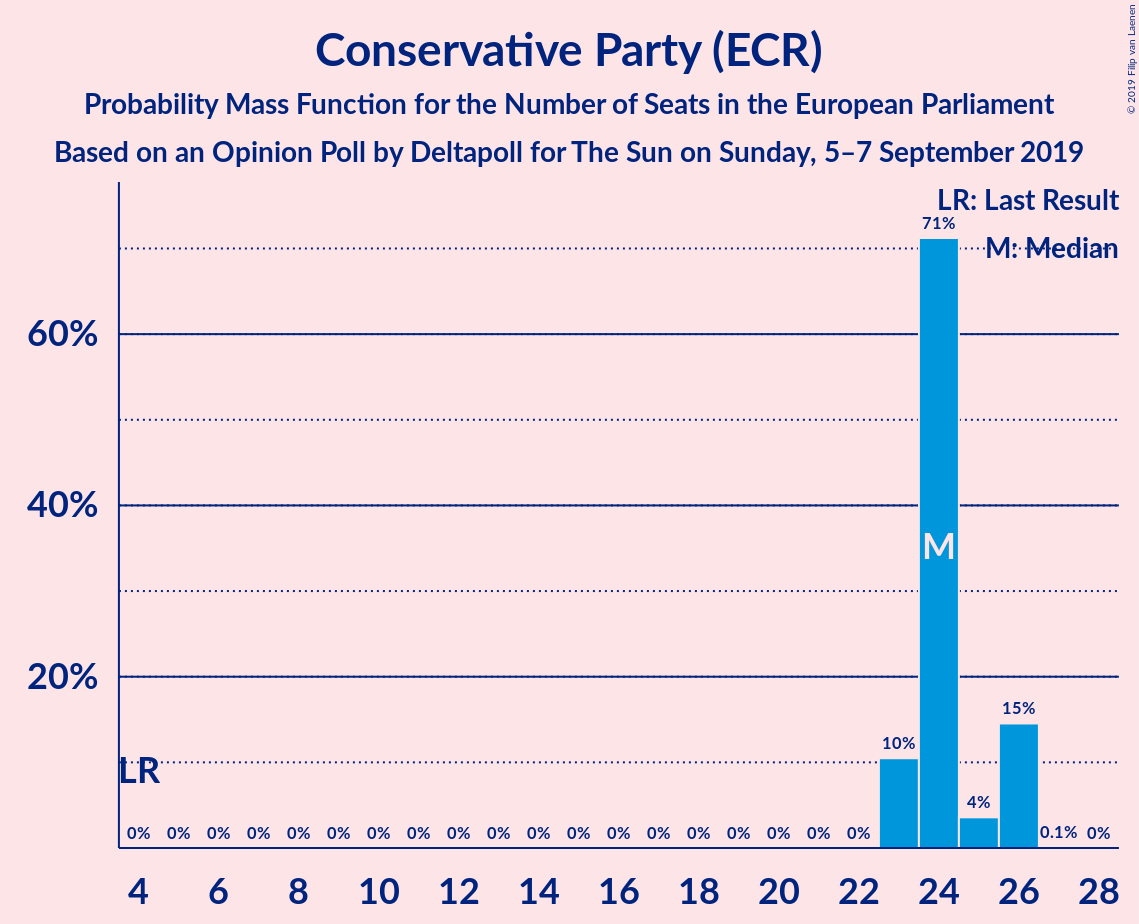 Conservative Party (ECR)
Probability Mass Function for the Number of Seats in the European Parliament
Based on an Opinion Poll by Deltapoll for The Sun on Sunday, 5–7 September 2019
© 2019 Filip van Laenen
LR: Last Result
M: Median
60%
40%
20%
71%
M
15%
10%
4%
LR
0% 0% 0% 0% 0% 0% 0% 0% 0% 0% 0% 0% 0% 0% 0% 0% 0% 0% 0% 0.1% 0%
4 6 8 10 12 14 16 18 20 22 24 26 28